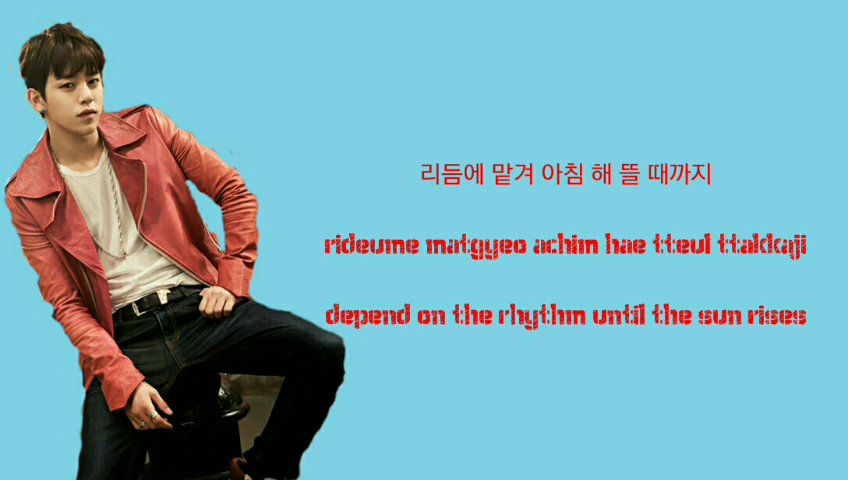 리듬에 맡겨 아침 해 뜰 때까지
rideume matgyeo achim hae tteul ttakkaji
depend on the rhythm until the sun rises